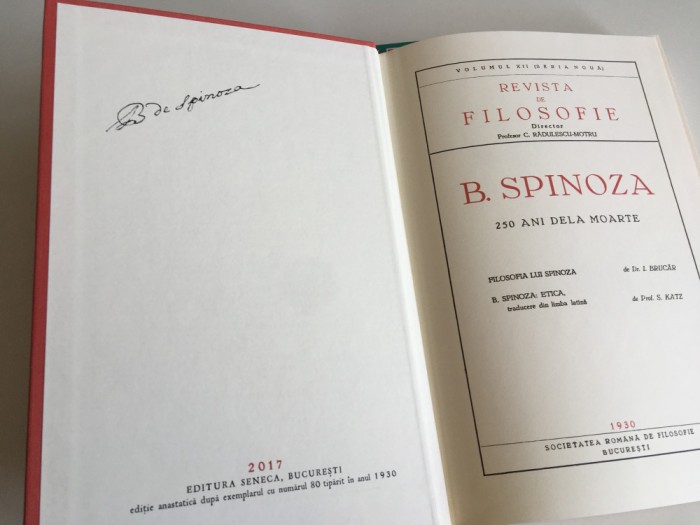 B de Spinoza
2017
EDITURA SENECA, BUCUREȘTI
ediție anastatică după exemplarul cu numărul 80 tipărit în anul 1930
VOLUMUL XII (SERIA NOUĂ)
REVISTA
DE
FILOSOFIE
Director
Profesor C. RĂDULESCU-MOTRU
B. SPINOZA
250 ANI DELA MOARTE
FILOSOFIA LUI SPINOZA de Dr. I. BRUCĂR
B. SPINOZA: ETICA, de Prof. S. KATZ
traducere din limba latină
1930
SOCIETATEA ROMÂNĂ DE FILOSOFIE
BUCUREȘTI